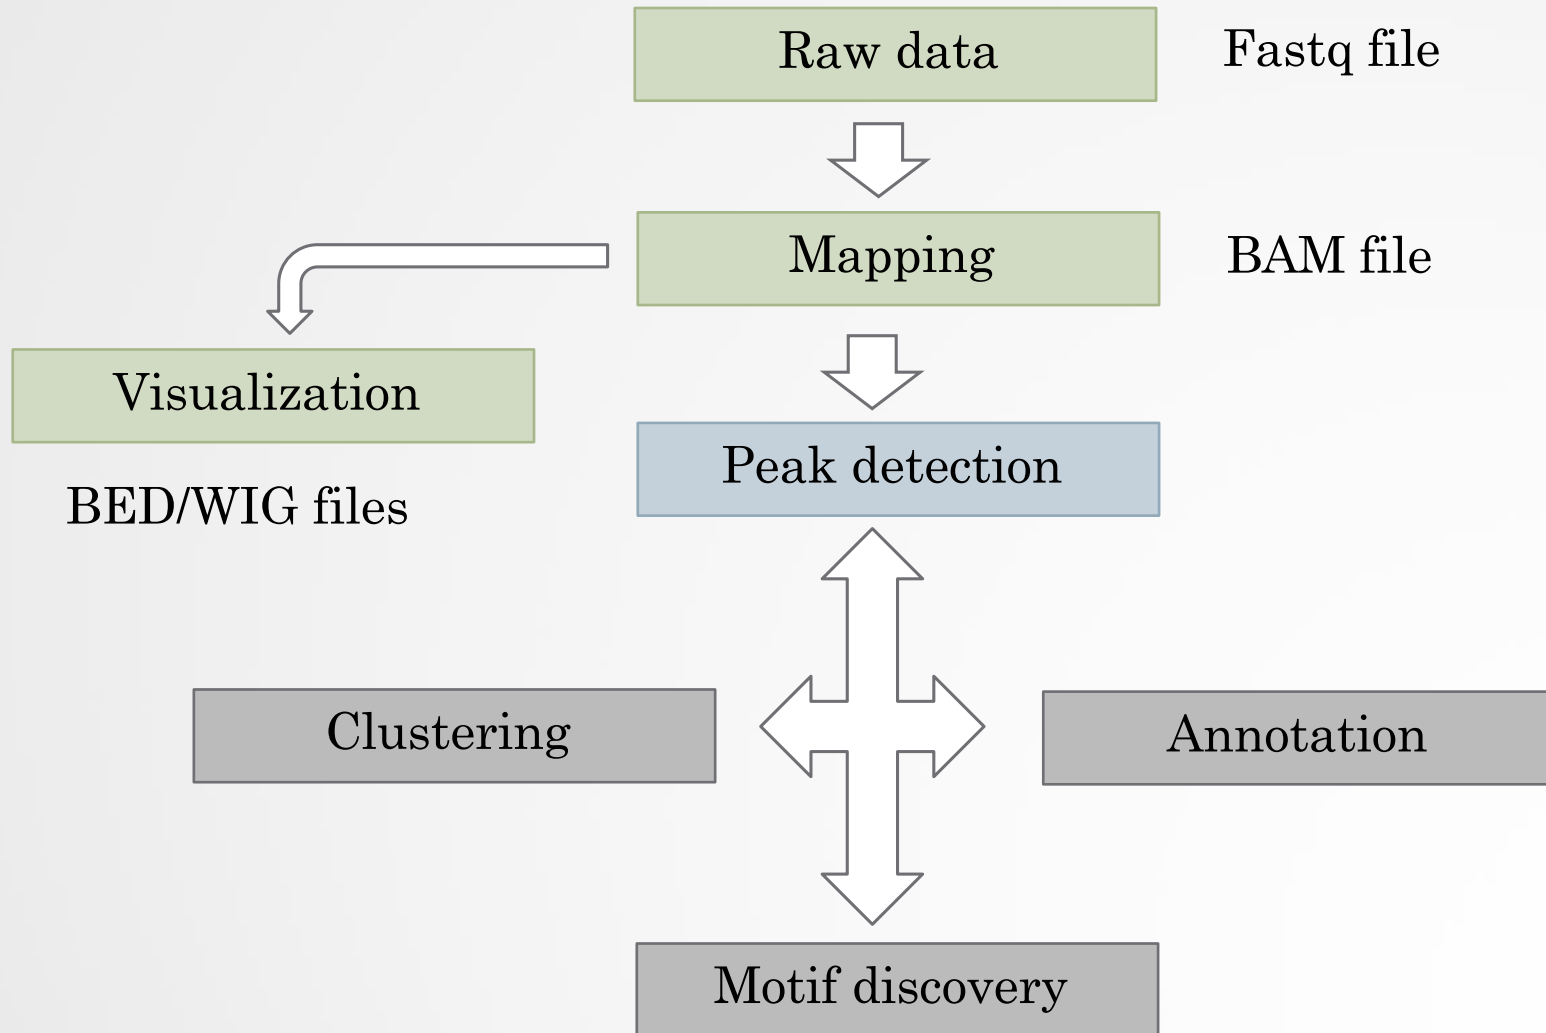 Raw data
Fastq file
Mapping
BAM file
Visualization
BED/WIG files
Peak detection
Clustering
Annotation
Motif discovery